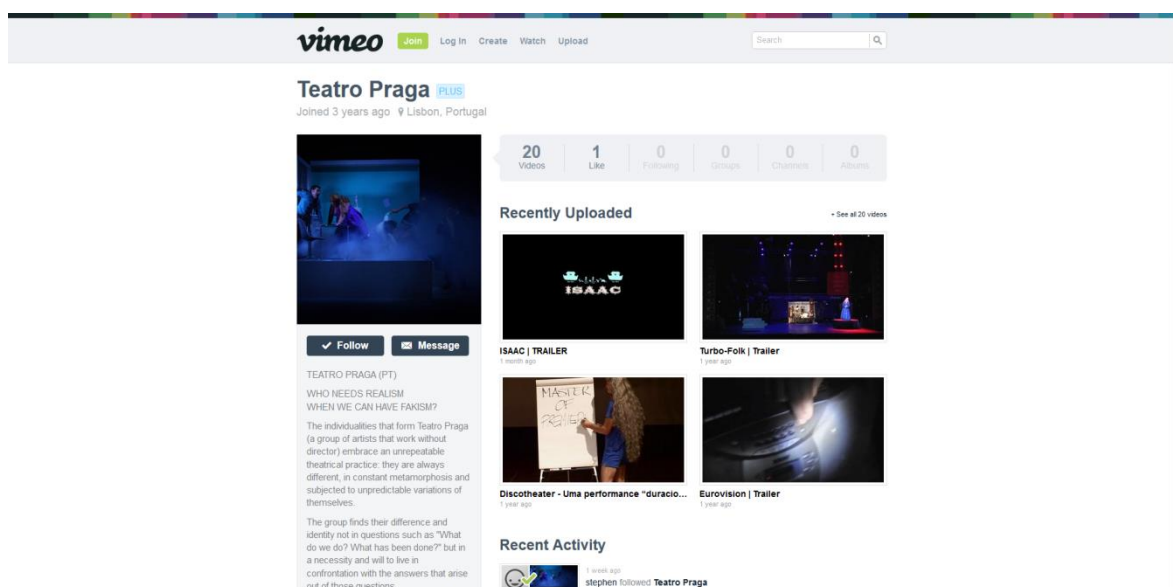 vimeo
Join Log In Create Watch Upload
Search
Teatro Praga PLUS
Joined 3 years ago Lisbon, Portugal
20 Videos
1 Like
0 Following
0 Groups
0 Channels
0 Albums
Follow
Message
TEATRO PRAGA (PT)
WHO NEEDS REALISM
WHEN WE CAN HAVE FAKISM?
The individualities that form Teatro Praga
(a group of artists that work without
director) embrace an unrepeatable
theatrical practice: they are always
different, in constant metamorphosis and
subjected to unpredictable variations of
themselves.
The group finds their difference and
identity not in questions such as "What
do we do? What has been done?" but in
a necessity and will to live in
confrontation with the answers that arise
out of those questions.
Recently Uploaded
+ See all 20 videos
ISAAC
ISAAC | TRAILER
1 month ago
Turbo-Folk | Trailer
1 year ago
MASTER
OF
Discotheater - Uma performance "duracio...
1 year ago
Eurovision | Trailer
1 year ago
Recent Activity
1 week ago
stephen followed Teatro Praga